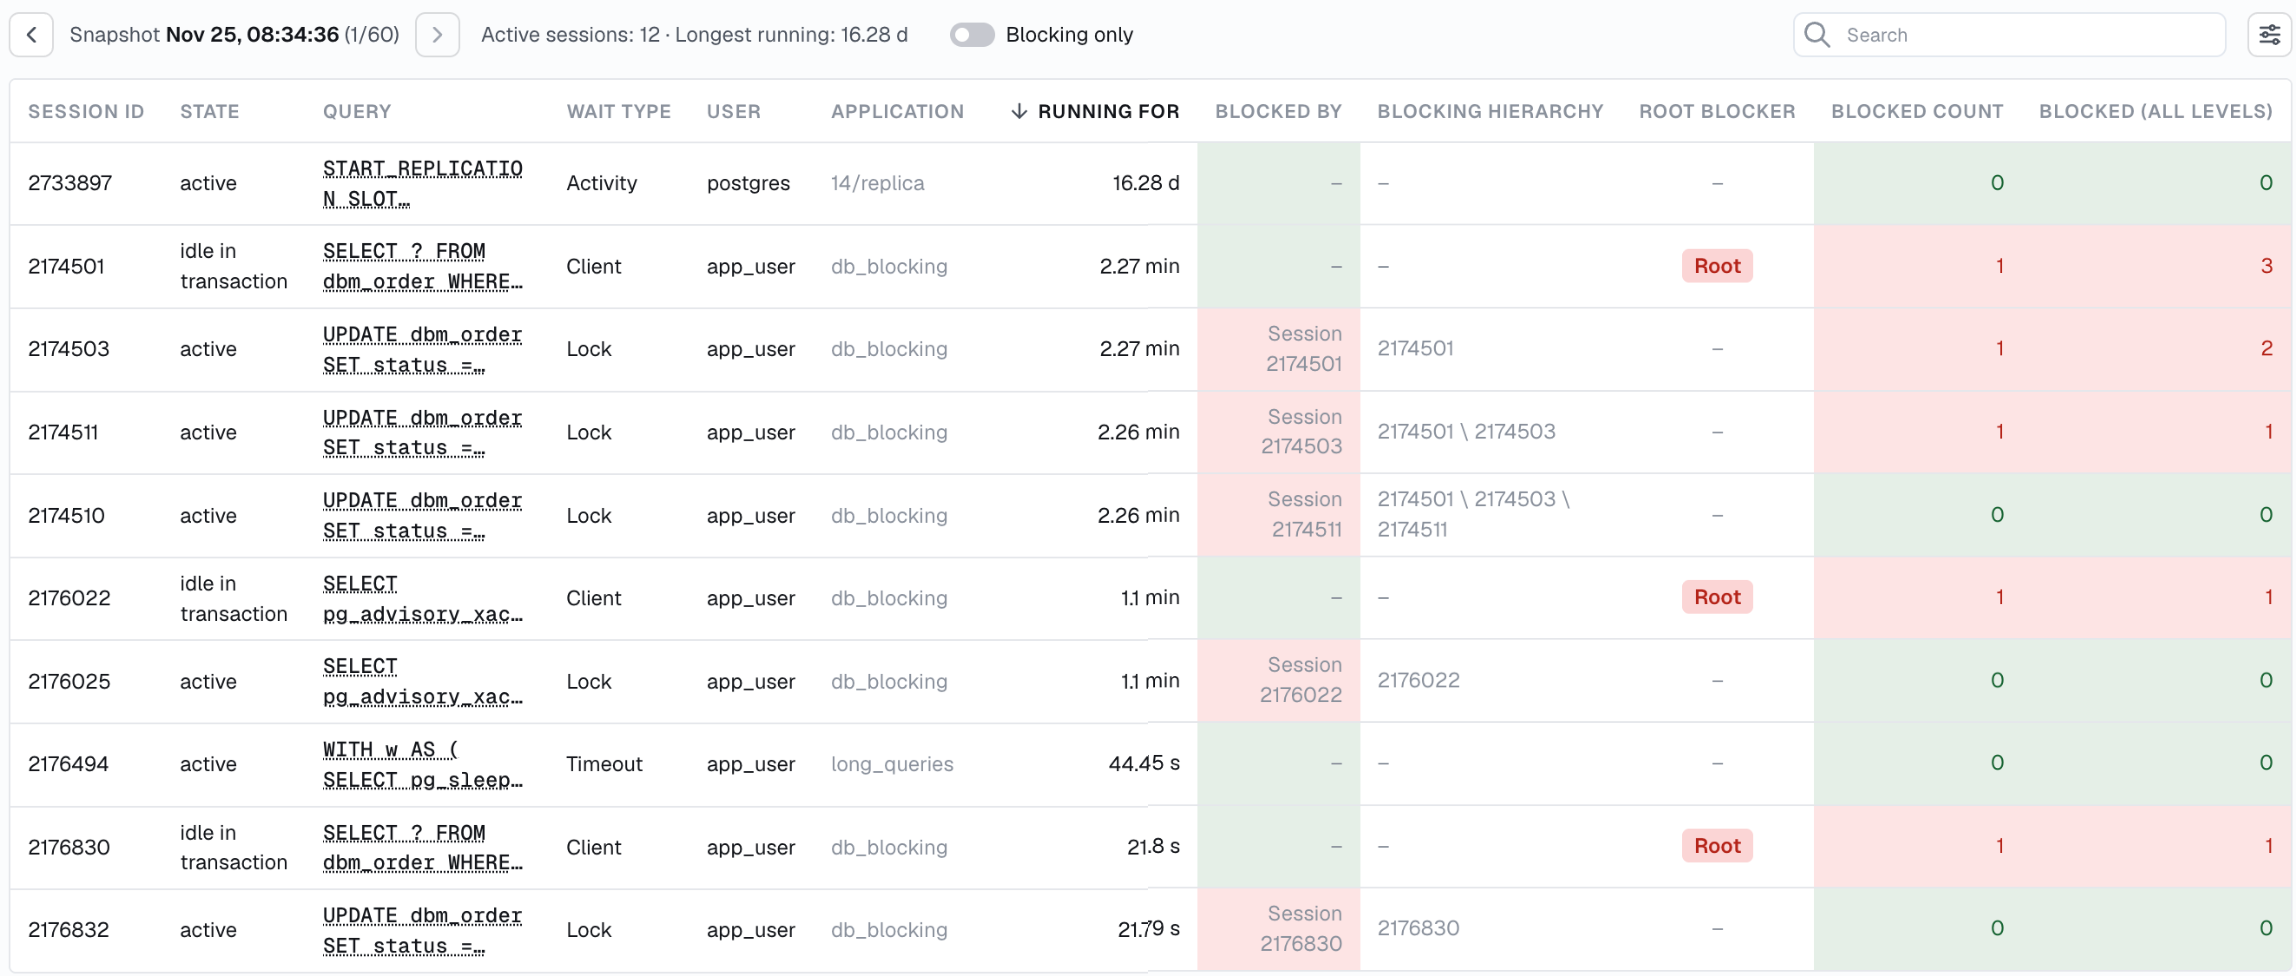 Snapshot Nov 25, 08:34:36 (1/60) Active sessions: 12 · Longest running: 16.28 d Blocking only Search
SESSION ID STATE QUERY WAIT TYPE USER APPLICATION ↓ RUNNING FOR BLOCKED BY BLOCKING HIERARCHY ROOT BLOCKER BLOCKED COUNT BLOCKED (ALL LEVELS)
2733897 active START_REPLICATIO Activity postgres 14/replica 16.28 d – – – 0 0
N SLOT…
2174501 idle in SELECT ? FROM Client app_user db_blocking 2.27 min – – Root 1 3
transaction dbm_order WHERE…
2174503 active UPDATE dbm_order Lock app_user db_blocking 2.27 min Session 2174501 – 1 2
SET status =… 2174501
2174511 active UPDATE dbm_order Lock app_user db_blocking 2.26 min Session 2174501 \ 2174503 – 1 1
SET status =… 2174503
2174510 active UPDATE dbm_order Lock app_user db_blocking 2.26 min Session 2174501 \ 2174503 \ – 0 0
SET status =… 2174511 2174511
2176022 idle in SELECT Client app_user db_blocking 1.1 min – – Root 1 1
transaction pg_advisory_xac…
2176025 active SELECT Lock app_user db_blocking 1.1 min Session 2176022 – 0 0
pg_advisory_xac… 2176022
2176494 active WITH w AS ( Timeout app_user long_queries 44.45 s – – – 0 0
SELECT pg_sleep…
2176830 idle in SELECT ? FROM Client app_user db_blocking 21.8 s – – Root 1 1
transaction dbm_order WHERE…
2176832 active UPDATE dbm_order Lock app_user db_blocking 21.79 s Session 2176830 – 0 0
SET status =… 2176830